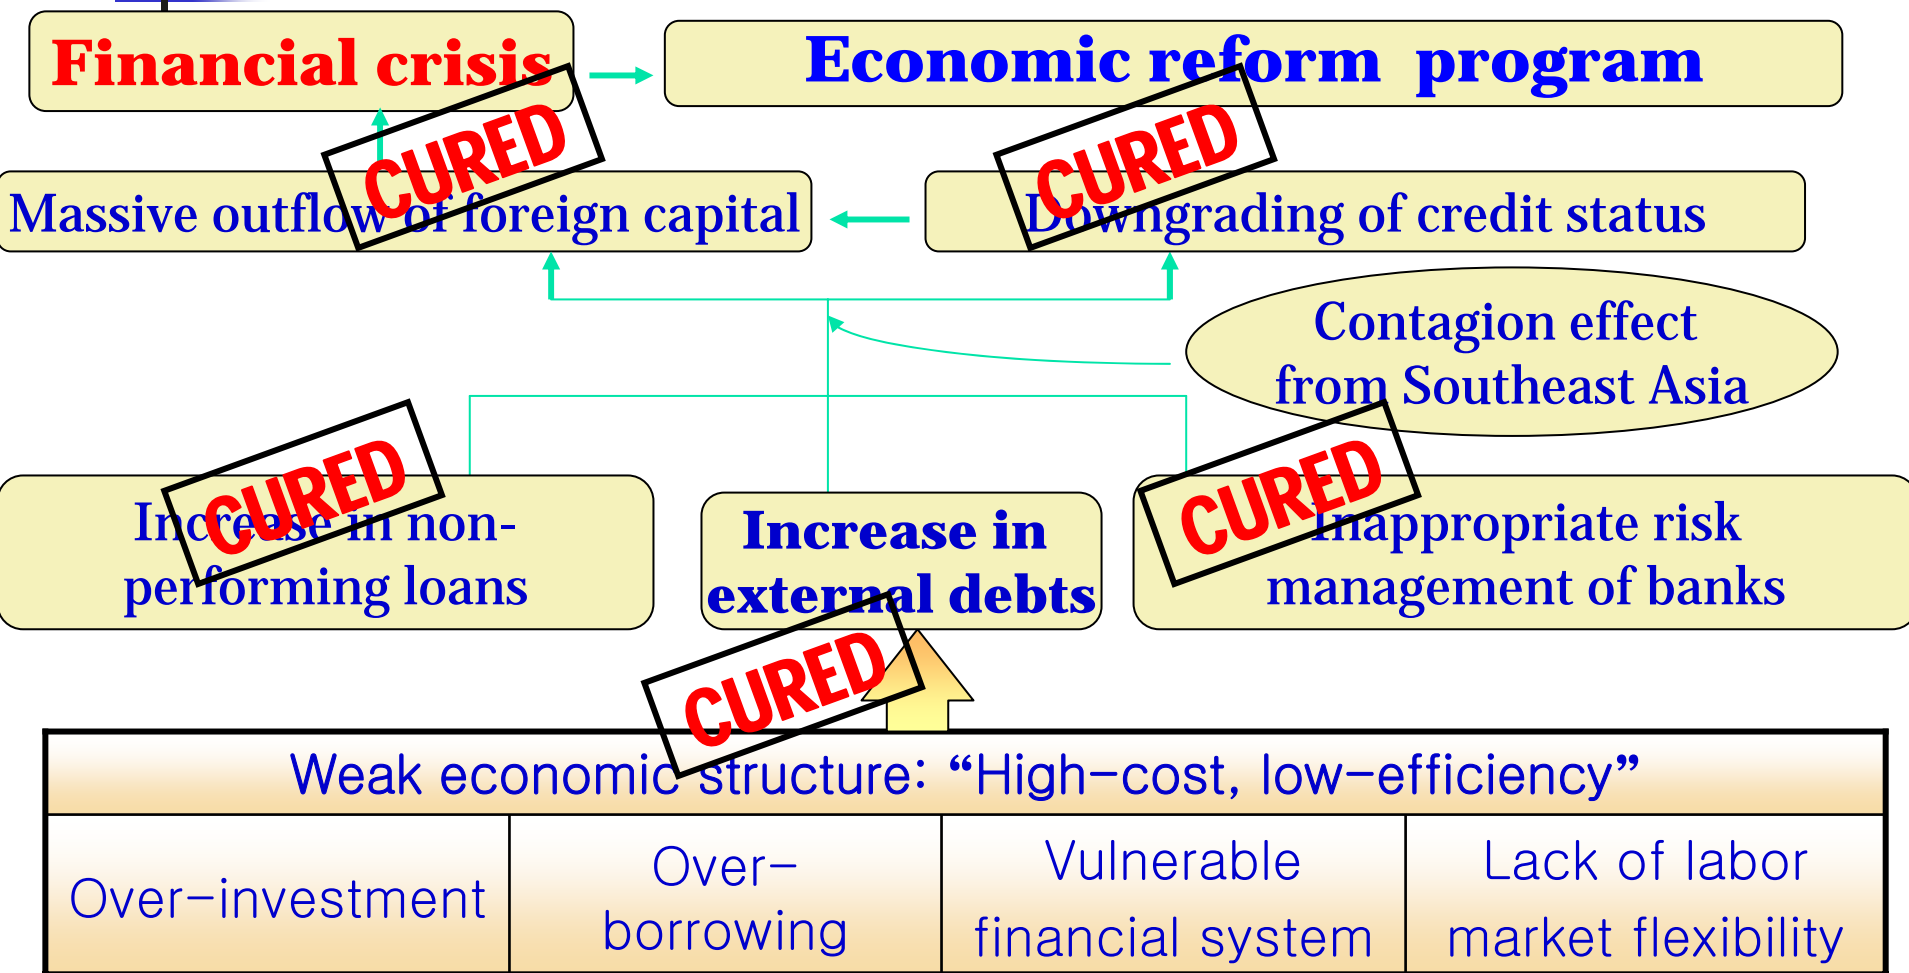 Financial crisis
Economic reform program
CURED
CURED
Massive outflow of foreign capital
Downgrading of credit status
Contagion effect
from Southeast Asia
CURED
CURED
Increase in non-
performing loans
Increase in
external debts
Inappropriate risk
management of banks
CURED
Weak economic structure: “High-cost, low-efficiency”
Over-investment
Over-
borrowing
Vulnerable
financial system
Lack of labor
market flexibility